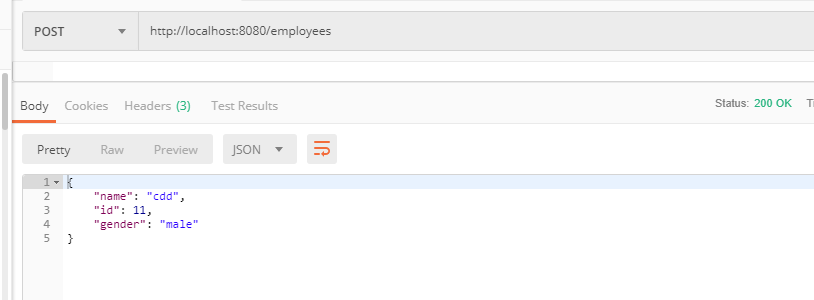 POST http://localhost:8080/employees
Body Cookies Headers (3) Test Results Status: 200 OK
Pretty Raw Preview JSON
1 {
2 "name": "cdd",
3 "id": 11,
4 "gender": "male"
5 }